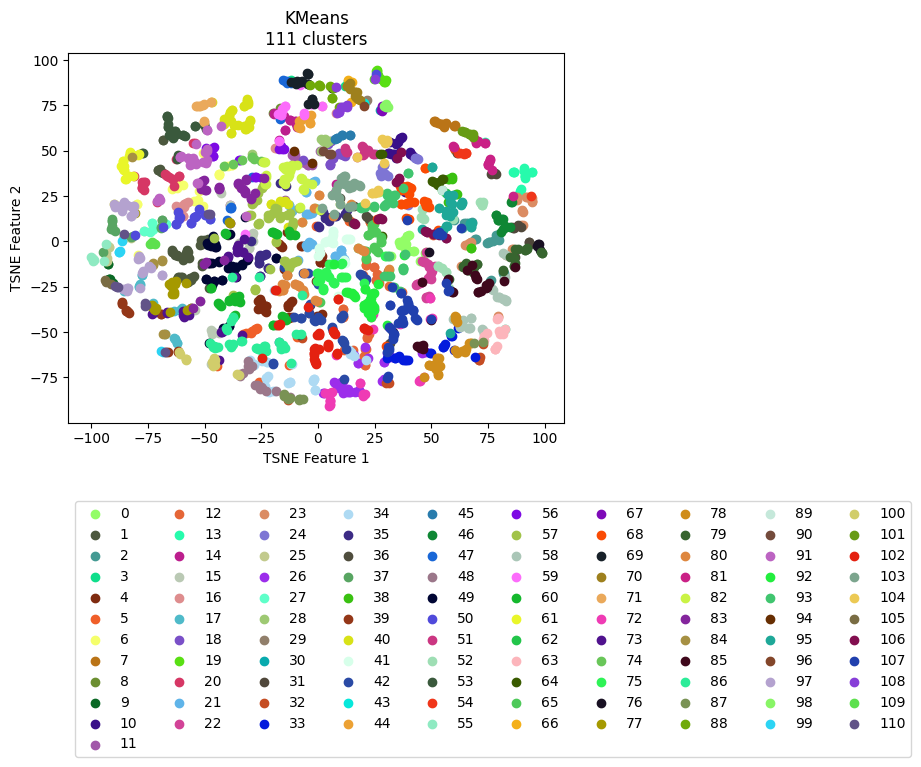 KMeans
111 clusters
100
75
50
25
0
−25
−50
−75
TSNE Feature 2
−100 −75 −50 −25 0 25 50 75 100
TSNE Feature 1
0 12 23 34 45 56 67 78 89 100
1 13 24 35 46 57 68 79 90 101
2 14 25 36 47 58 69 80 91 102
3 15 26 37 48 59 70 81 92 103
4 16 27 38 49 60 71 82 93 104
5 17 28 39 50 61 72 83 94 105
6 18 29 40 51 62 73 84 95 106
7 19 30 41 52 63 74 85 96 107
8 20 31 42 53 64 75 86 97 108
9 21 32 43 54 65 76 87 98 109
10 22 33 44 55 66 77 88 99 110
11